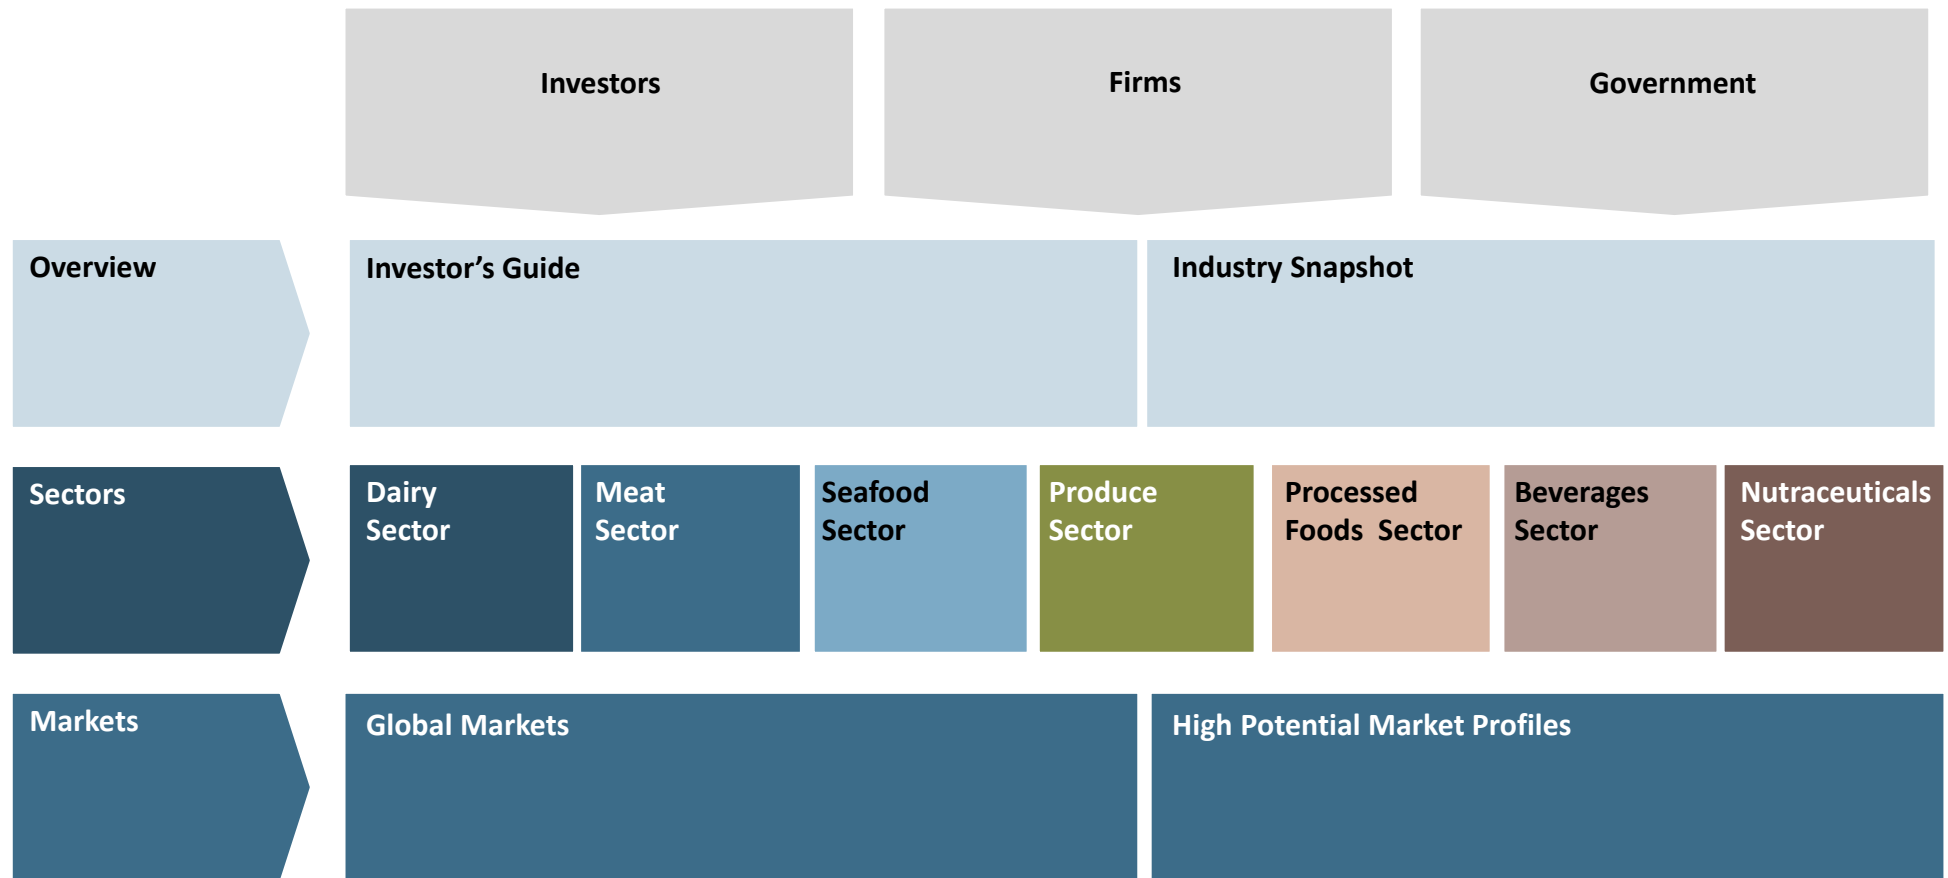 Investors
Firms
Government
Overview
Investor’s Guide
Industry Snapshot
Sectors
Dairy
Sector
Meat
Sector
Seafood
Sector
Produce
Sector
Processed
Foods  Sector
Beverages
Sector
Nutraceuticals
Sector
Markets
Global Markets
High Potential Market Profiles